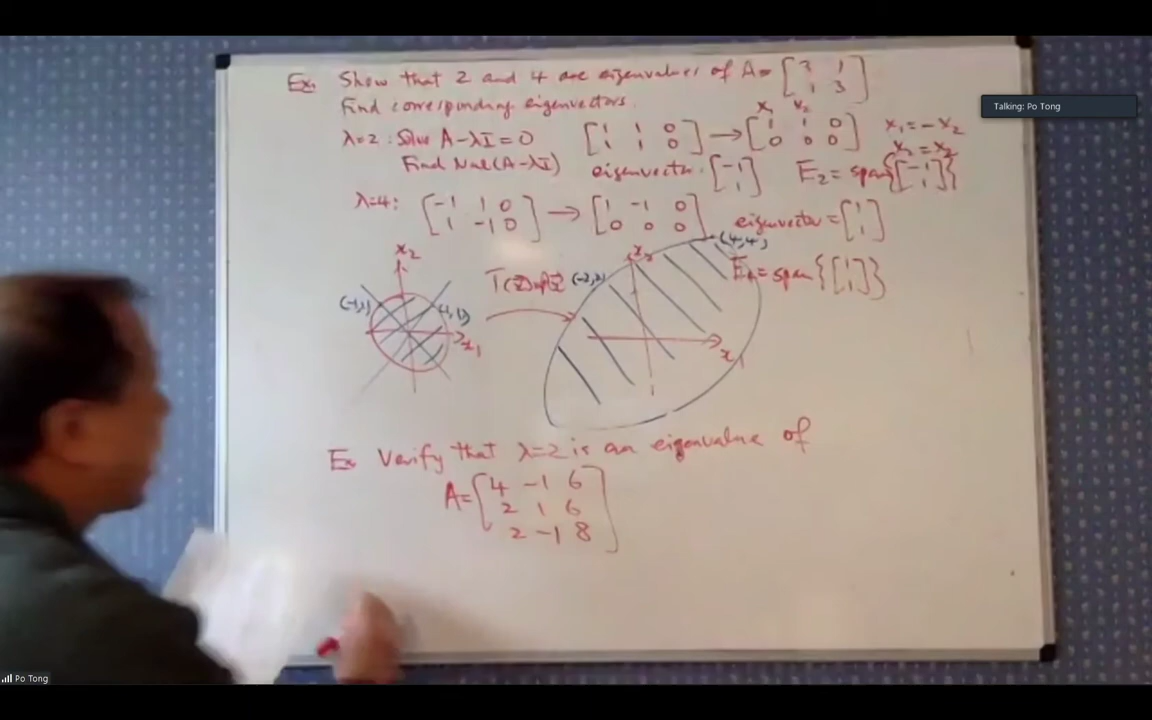 Ex. Show that 2 and 4 are eigenvalues of A = [3 1; 1 3]
Find corresponding eigenvectors.
λ=2: Solve A-λI=0 [1 1 0; 1 1 0] → [1 1 0; 0 0 0] x₁ x₂ x₁=-x₂ x₂=x₂
Find Nul(A-λI) eigenvector: [-1; 1] E₂ = span{[-1; 1]}
λ=4: [-1 1 0; 1 -1 0] → [1 -1 0; 0 0 0] eigenvector = [1; 1]
E₄ = span{[1; 1]}
x₂
(-1,1)
(1,1)
x₁
(-2,2)
x₂
(4,4)
x₁
Ex Verify that λ=2 is an eigenvalue of
A=[4 -1 6; 2 1 6; 2 -1 8]
Talking: Po Tong
Po Tong